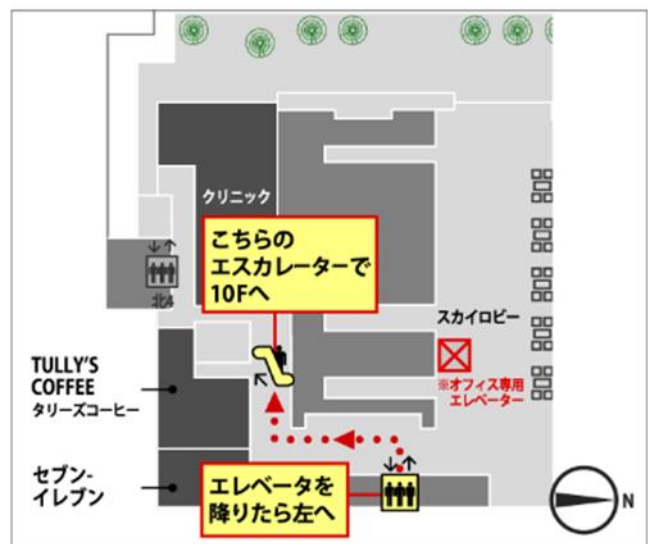 クリニック
こちらの
エスカレーターで
10Fへ
北4
スカイロビー
TULLY'S
COFFEE
タリーズコーヒー
※オフィス専用
エレベーター
セブン-
イレブン
エレベータを
降りたら左へ
N